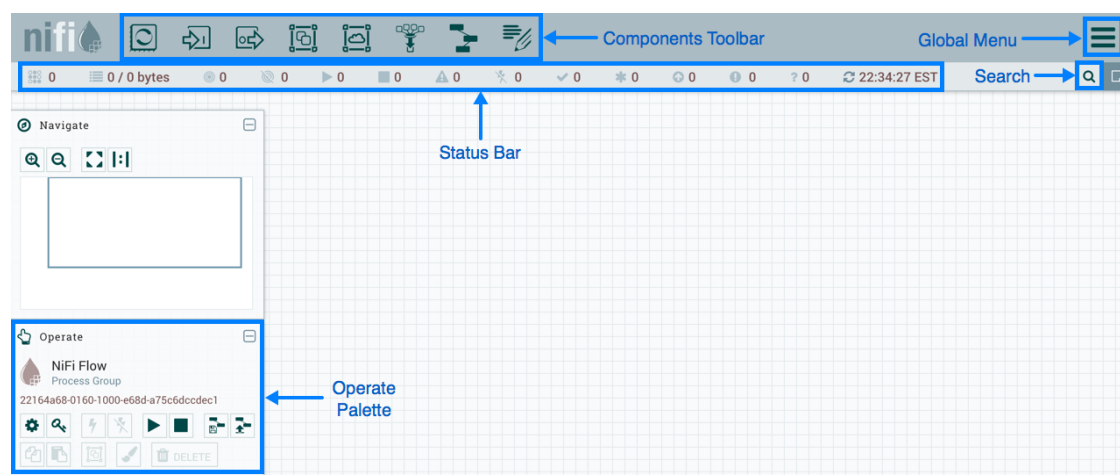 nifi
Components Toolbar
Global Menu
0 0 / 0 bytes 0 0 0 0 0 0 0 0 0 0 ? 0 22:34:27 EST
Search
Navigate
Status Bar
Operate
NiFi Flow
Process Group
22164a68-0160-1000-e68d-a75c6dccdec1
Operate
Palette
DELETE